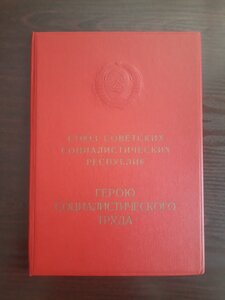 СОЮЗ СОВЕТСКИХ
СОЦИАЛИСТИЧЕСКИХ
РЕСПУБЛИК
ГЕРОЮ
СОЦИАЛИСТИЧЕСКОГО
ТРУДА